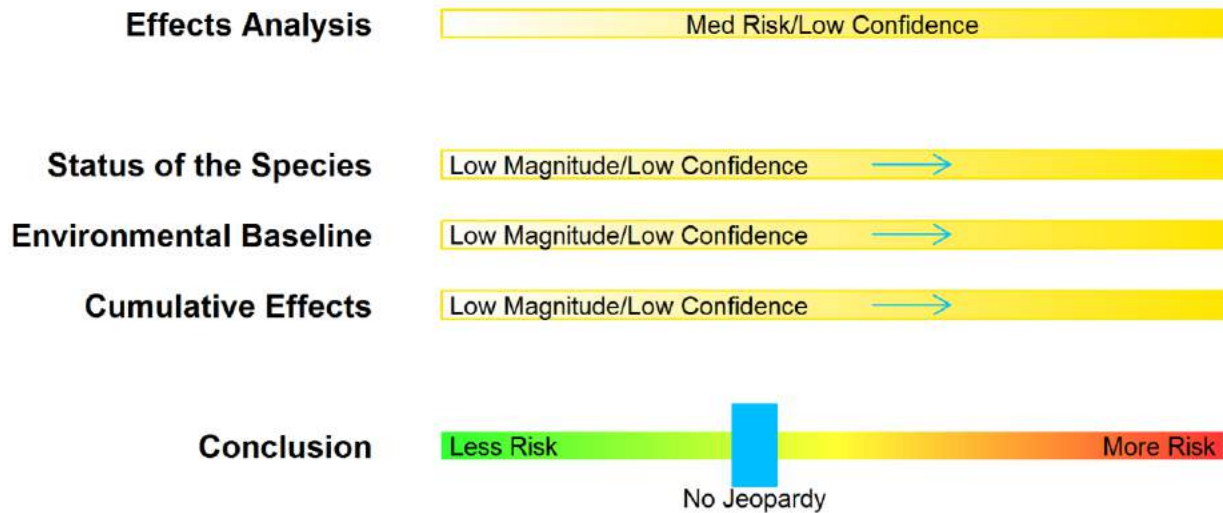 Effects Analysis
Med Risk/Low Confidence
Status of the Species
Low Magnitude/Low Confidence
Environmental Baseline
Low Magnitude/Low Confidence
Cumulative Effects
Low Magnitude/Low Confidence
Conclusion
Less Risk
More Risk
No Jeopardy